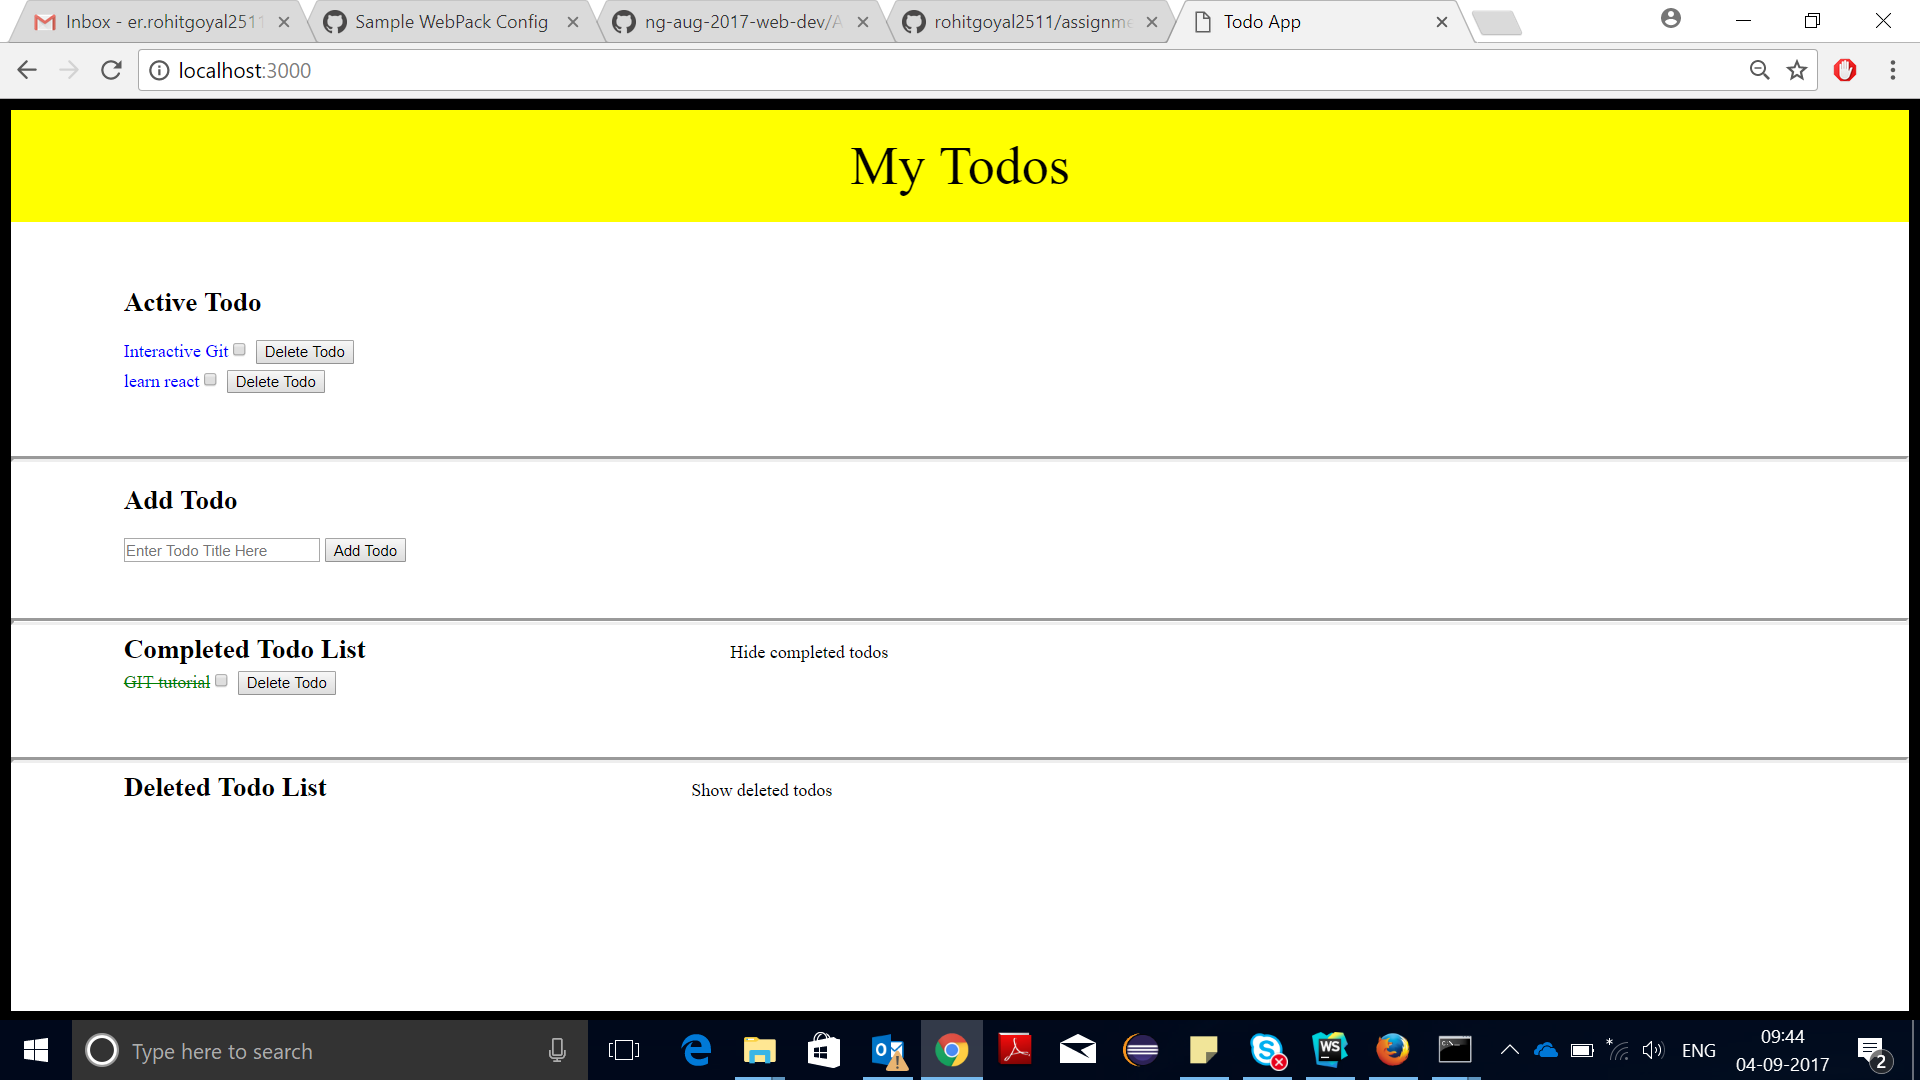 Inbox - er.rohitgoyal2511
Sample WebPack Config
ng-aug-2017-web-dev/A
rohitgoyal2511/assignme
Todo App
localhost:3000
My Todos
Active Todo
Interactive Git Delete Todo
learn react Delete Todo
Add Todo
Enter Todo Title Here Add Todo
Completed Todo List Hide completed todos
GIT tutorial Delete Todo
Deleted Todo List Show deleted todos
Type here to search
WS
ENG
09:44
04-09-2017
2